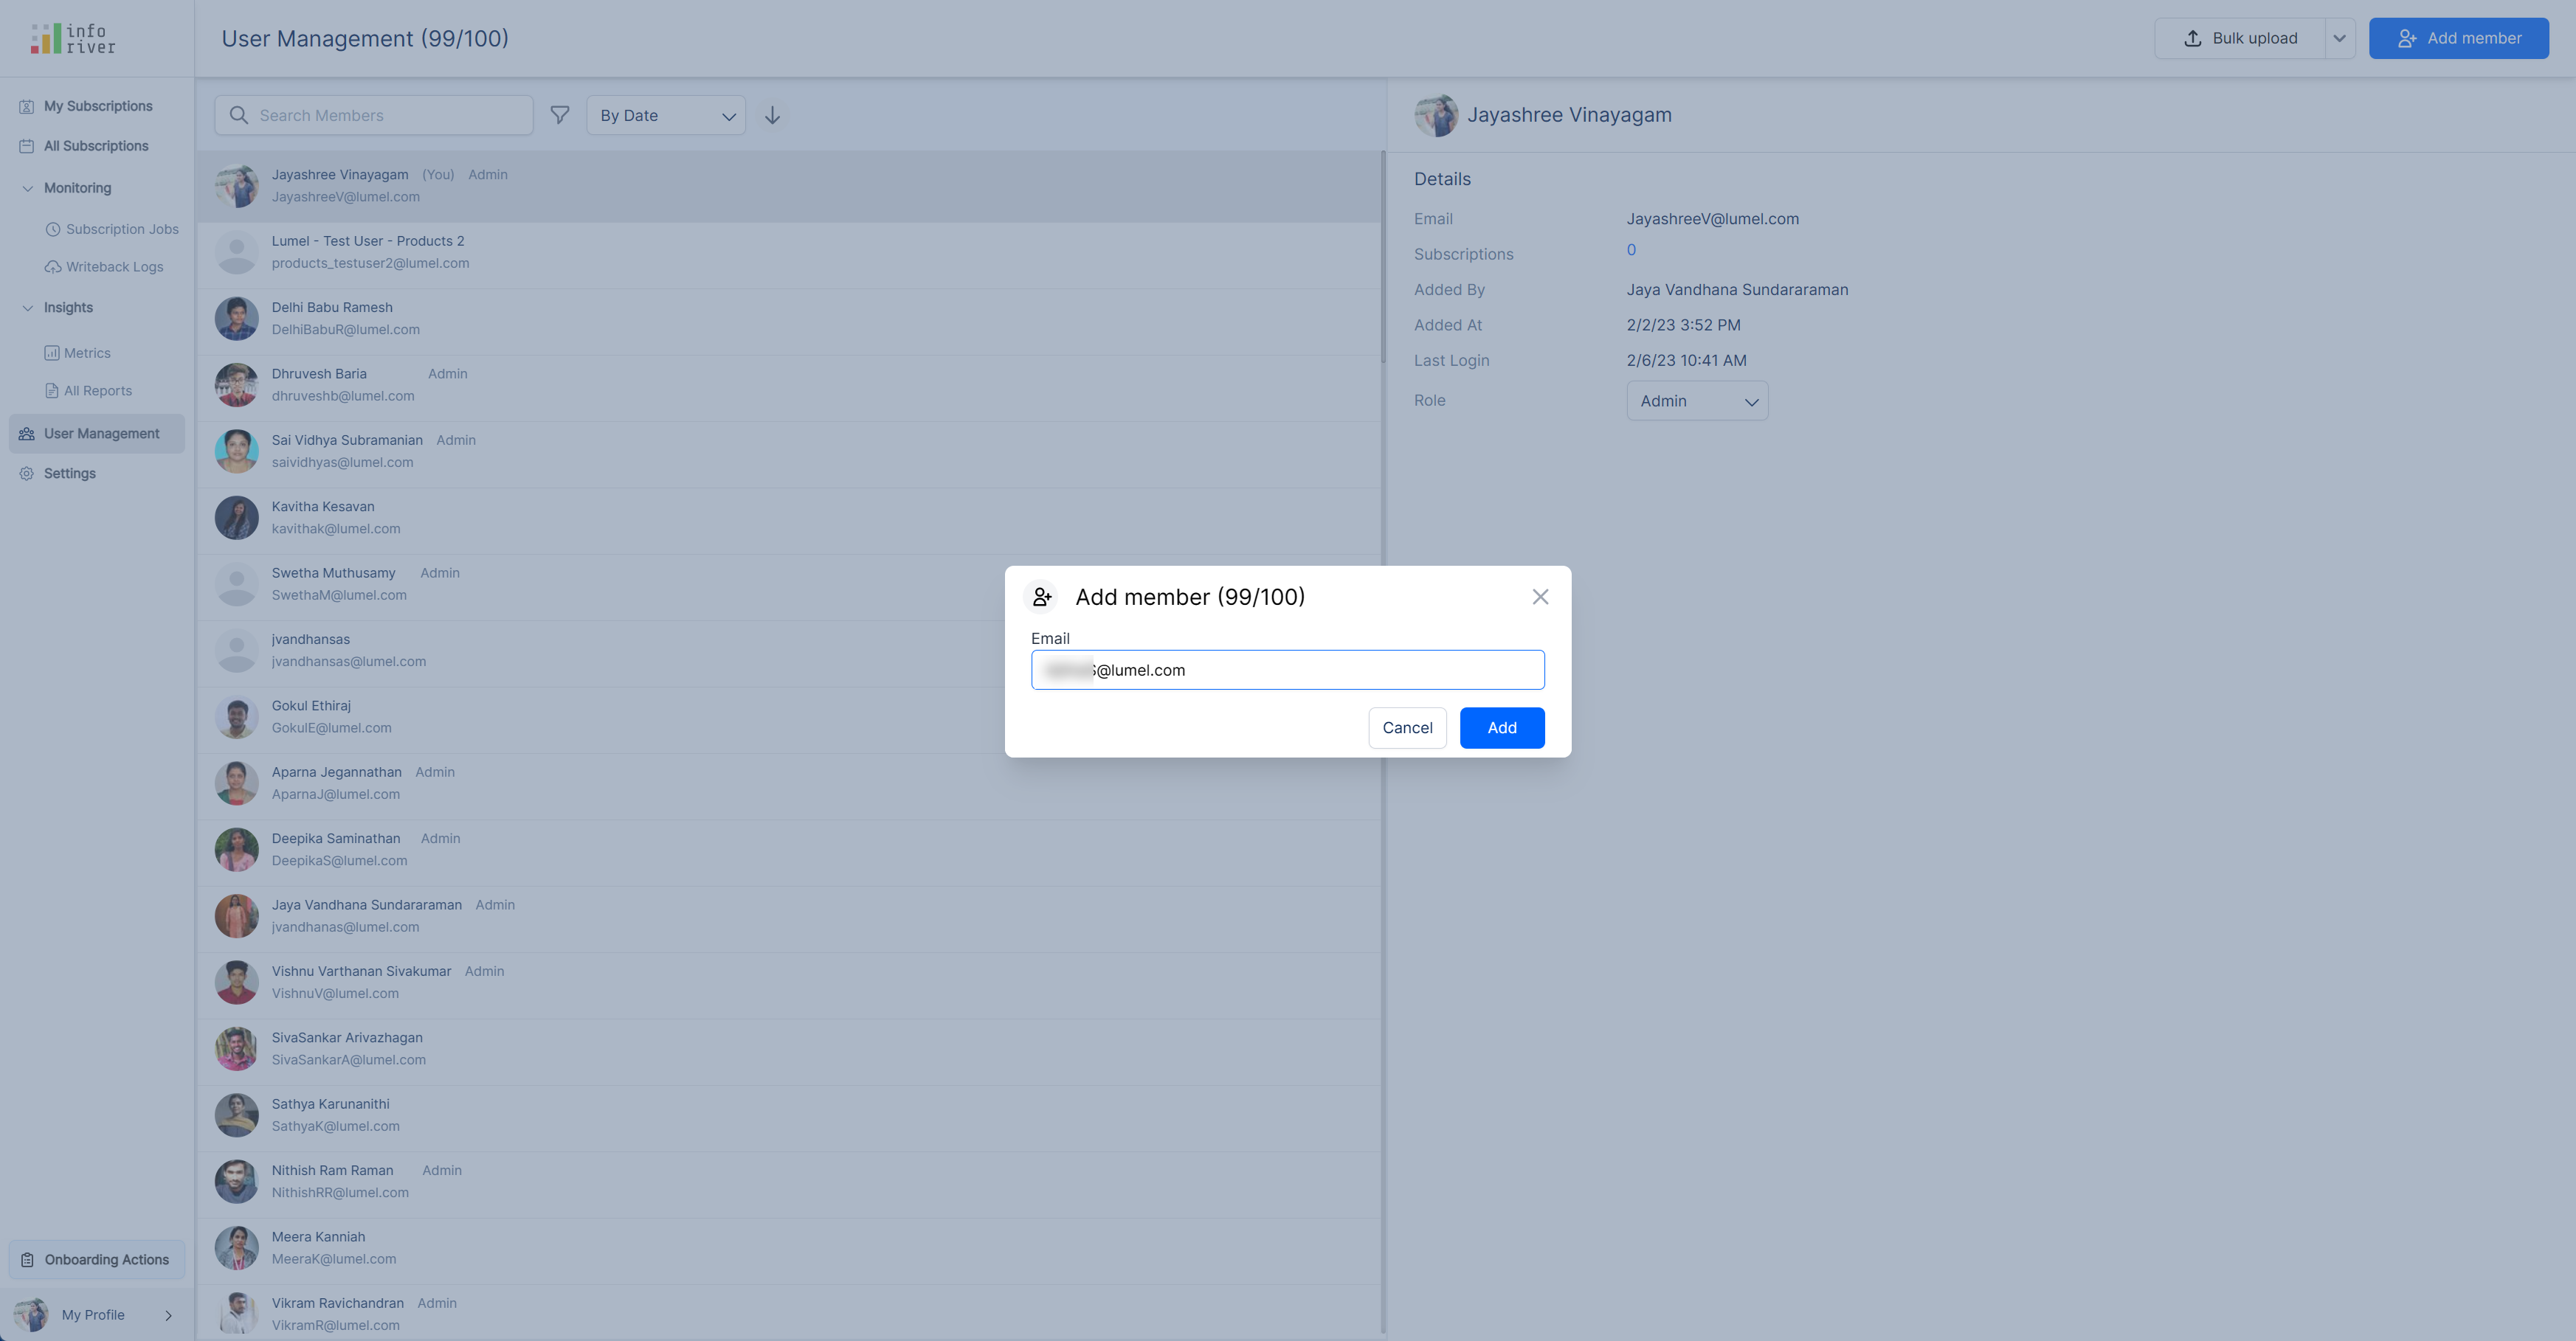 info
river
User Management (99/100)
Bulk upload
Add member
My Subscriptions
All Subscriptions
Monitoring
Subscription Jobs
Writeback Logs
Insights
Metrics
All Reports
User Management
Settings
Onboarding Actions
My Profile
Search Members
By Date
Jayashree Vinayagam (You) Admin
JayashreeV@lumel.com
Lumel - Test User - Products 2
products_testuser2@lumel.com
Delhi Babu Ramesh
DelhiBabuR@lumel.com
Dhruvesh Baria Admin
dhruveshb@lumel.com
Sai Vidhya Subramanian Admin
saividhyas@lumel.com
Kavitha Kesavan
kavithak@lumel.com
Swetha Muthusamy Admin
SwethaM@lumel.com
jvandhansas
jvandhansas@lumel.com
Gokul Ethiraj
GokulE@lumel.com
Aparna Jegannathan Admin
AparnaJ@lumel.com
Deepika Saminathan Admin
DeepikaS@lumel.com
Jaya Vandhana Sundararaman Admin
jvandhanas@lumel.com
Vishnu Varthanan Sivakumar Admin
VishnuV@lumel.com
SivaSankar Arivazhagan
SivaSankarA@lumel.com
Sathya Karunanithi
SathyaK@lumel.com
Nithish Ram Raman Admin
NithishRR@lumel.com
Meera Kanniah
MeeraK@lumel.com
Vikram Ravichandran Admin
VikramR@lumel.com
Jayashree Vinayagam
Details
Email JayashreeV@lumel.com
Subscriptions 0
Added By Jaya Vandhana Sundararaman
Added At 2/2/23 3:52 PM
Last Login 2/6/23 10:41 AM
Role Admin
Add member (99/100)
Email
@lumel.com
Cancel Add